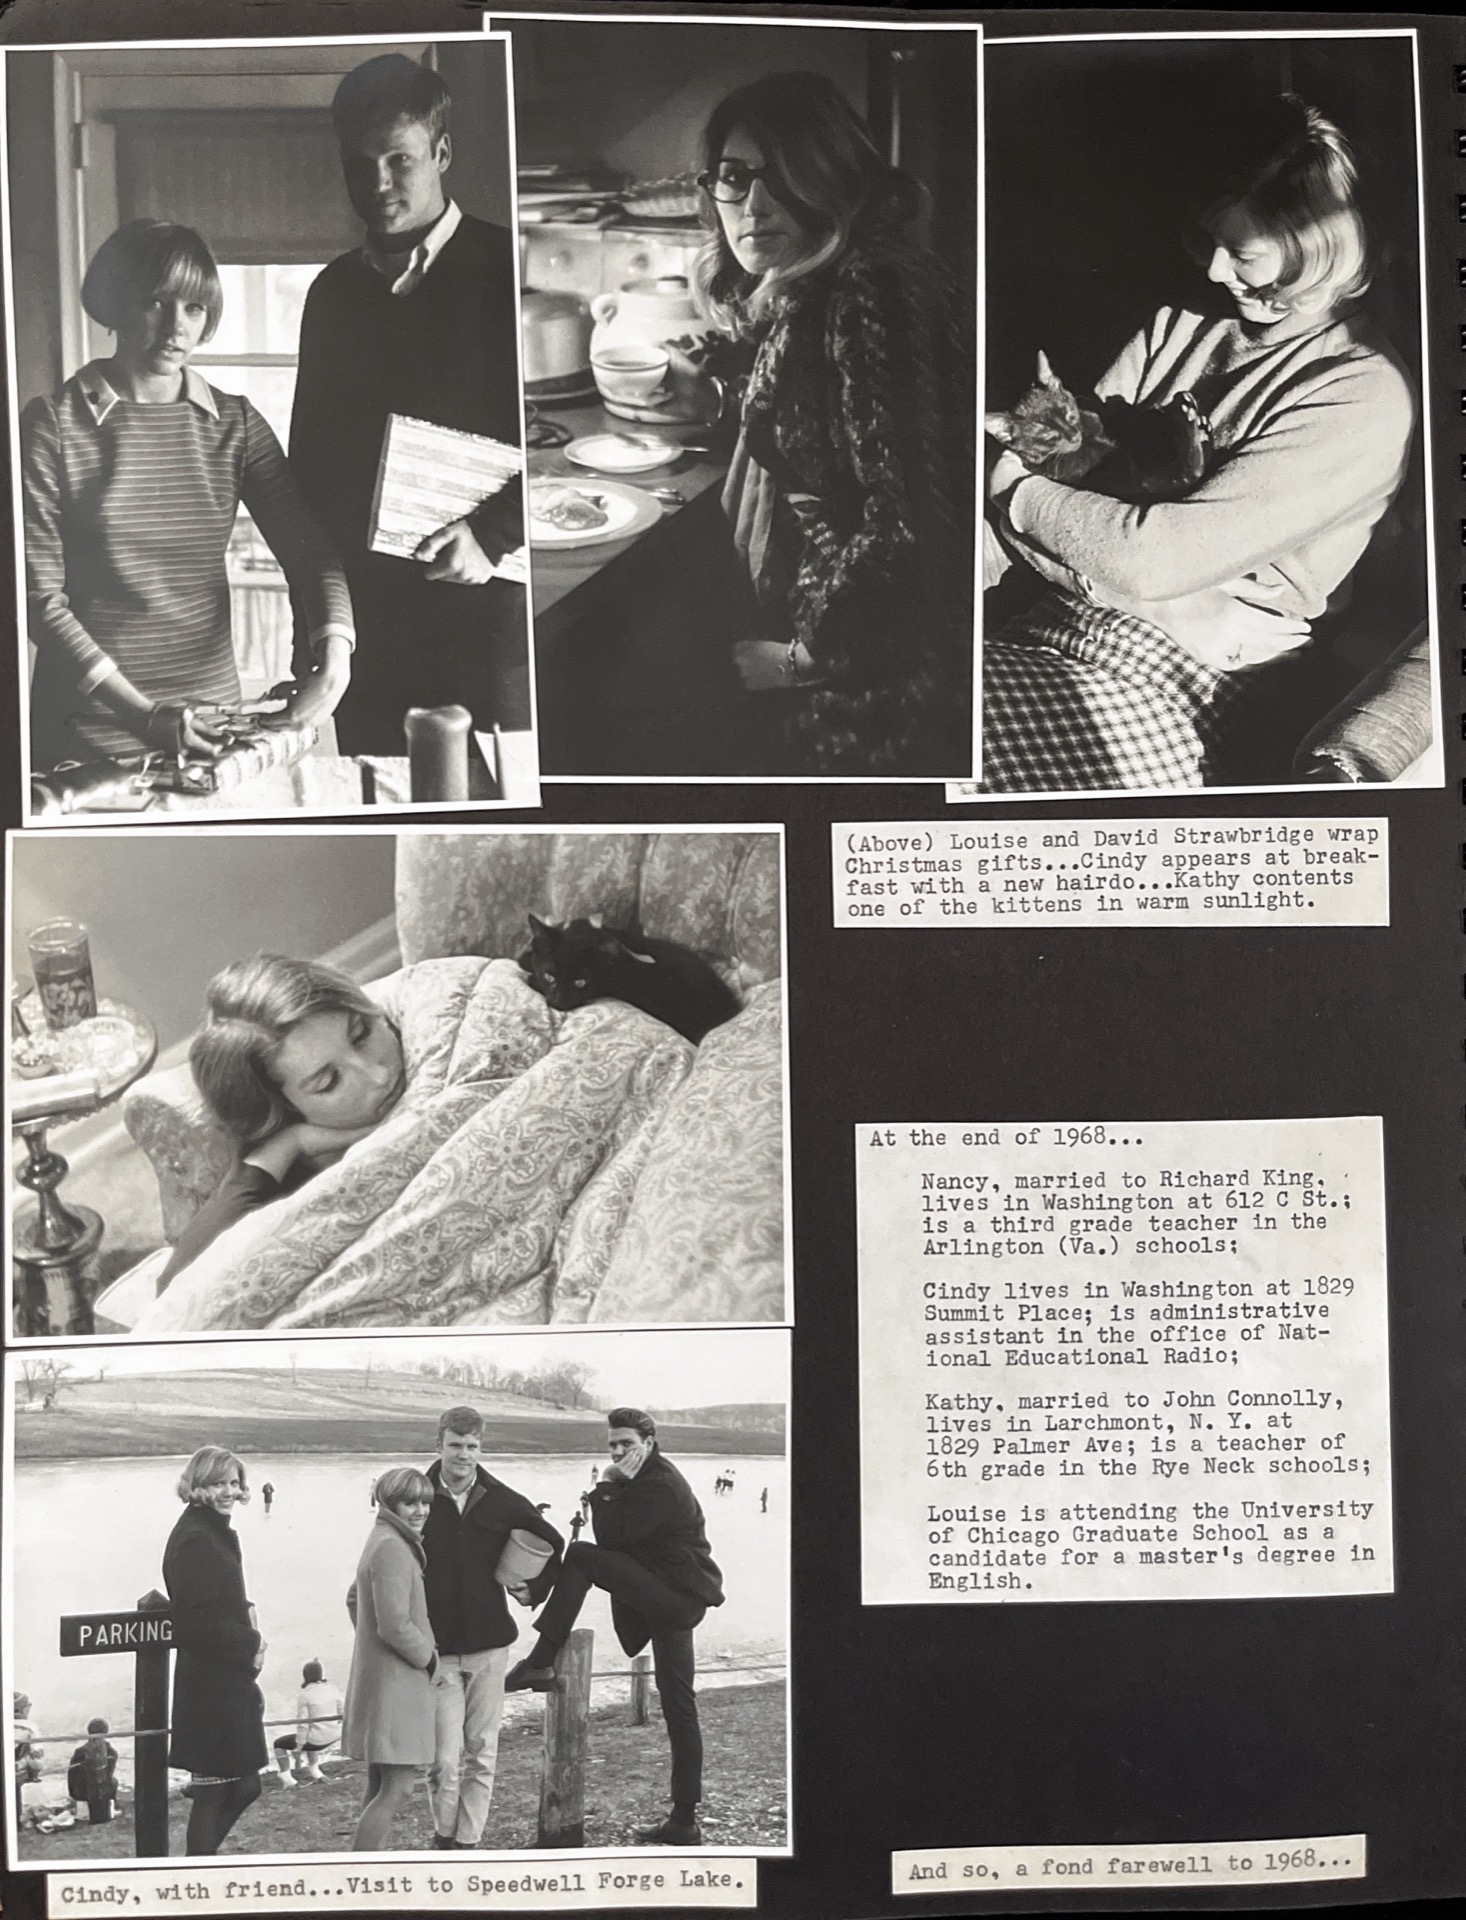 (Above) Louise and David Strawbridge wrap
Christmas gifts...Cindy appears at break-
fast with a new hairdo...Kathy contents
one of the kittens in warm sunlight.
At the end of 1968...
Nancy, married to Richard King,
lives in Washington at 612 C St.;
is a third grade teacher in the
Arlington (Va.) schools;
Cindy lives in Washington at 1829
Summit Place; is administrative
assistant in the office of Nat-
ional Educational Radio;
Kathy, married to John Connolly,
lives in Larchmont, N. Y. at
1829 Palmer Ave; is a teacher of
6th grade in the Rye Neck schools;
Louise is attending the University
of Chicago Graduate School as a
candidate for a master's degree in
English.
PARKING
Cindy, with friend...Visit to Speedwell Forge Lake.
And so, a fond farewell to 1968...